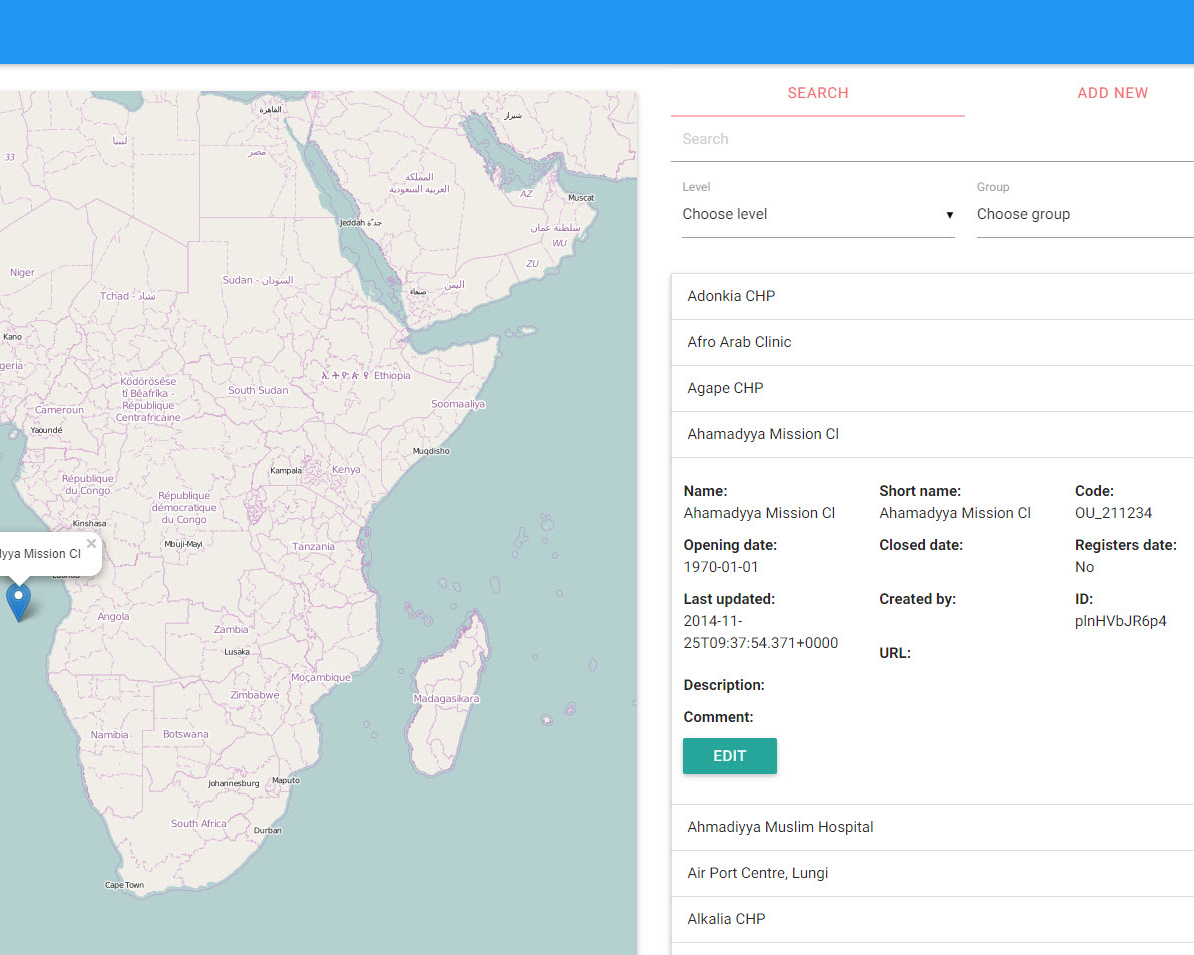 SEARCH
ADD NEW
Search
Level
Group
Choose level
▼
Choose group
Adonkia CHP
Afro Arab Clinic
Agape CHP
Ahamadyya Mission Cl
Name:
Ahamadyya Mission Cl
Short name:
Ahamadyya Mission Cl
Code:
OU_211234
Opening date:
1970-01-01
Closed date:
Registers date:
No
Last updated:
2014-11-
25T09:37:54.371+0000
Created by:
ID:
plnHVbJR6p4
URL:
Description:
Comment:
EDIT
Ahmadiyya Muslim Hospital
Air Port Centre, Lungi
Alkalia CHP
القاهرة
شیراز
ليبيا
33
مصر
المملكة
العربية السعودية
AZ
Muscat
Jeddah جدّة
سلطنة عمان
WU
ZU
Niger
Sudan - السودان
اليمن
صنعاء
Tchad - تشاد
Kano
geria
ኢትዮጵያ Ethiopia
Ködörösêse
tî Bêafrîka -
République
Centrafricaine
South Sudan
Soomaaliya
Cameroun
Yaoundé
Muqdisho
Kampala
Kenya
République
du Congo
République
démocratique
du Congo
Kinshasa
Mbuji-Mayi
Tanzania
yya Mission Cl
×
Luanda
Angola
Zambia
Lusaka
Moçambique
Zimbabwe
Madagasikara
Namibia
Botswana
Johannesburg
Maputo
South Africa
Durban
Cape Town